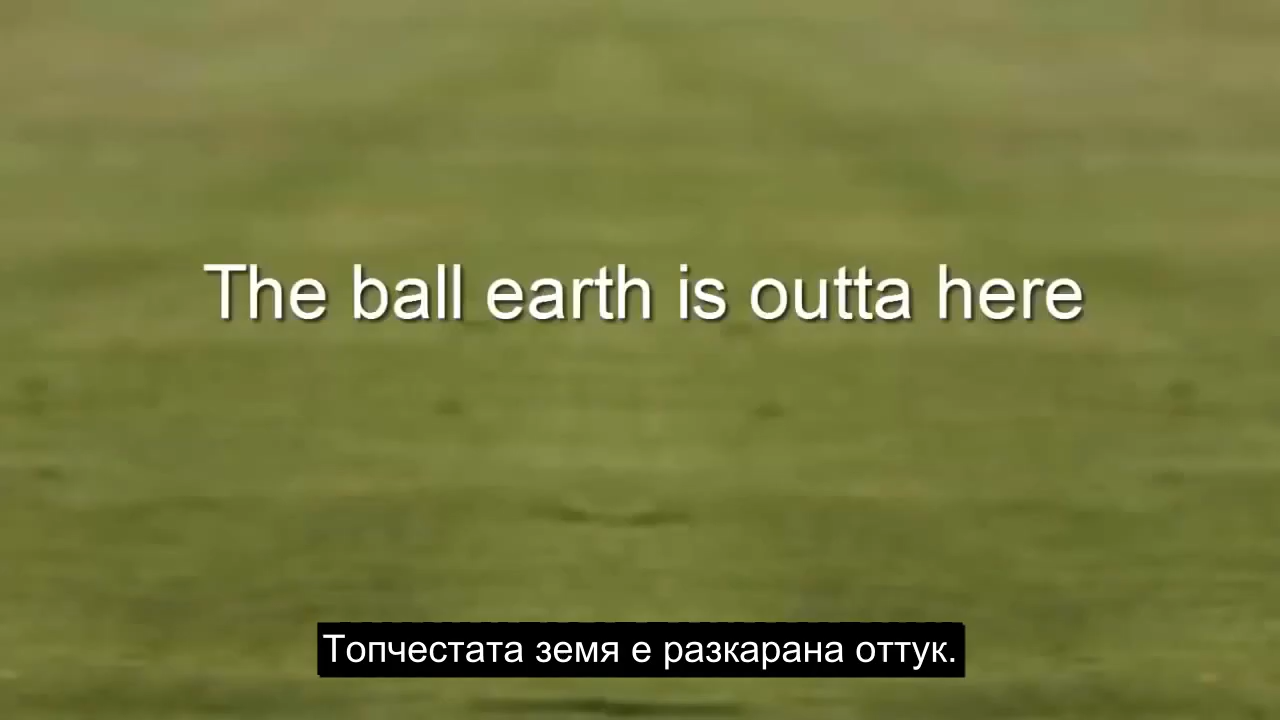 The ball earth is outta here
Топчестата земя е разкарана оттук.